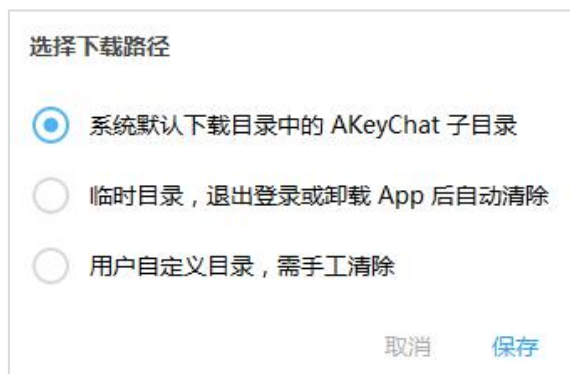 选择下载路径
系统默认下载目录中的 AKeyChat 子目录
临时目录，退出登录或卸载 App 后自动清除
用户自定义目录，需手工清除
取消 保存